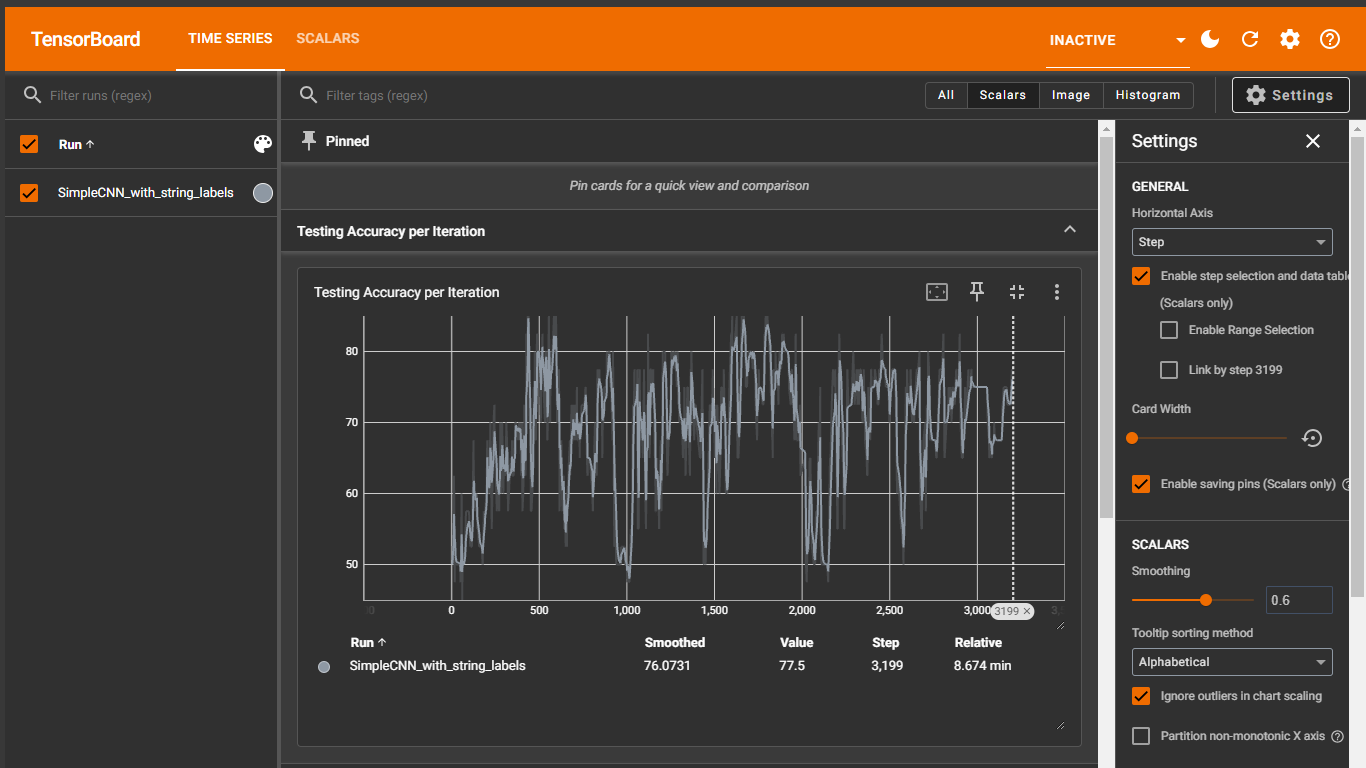 TensorBoard TIME SERIES SCALARS INACTIVE
Filter runs (regex)
Run
SimpleCNN_with_string_labels
Filter tags (regex)
All Scalars Image Histogram Settings
Pinned
Pin cards for a quick view and comparison
Testing Accuracy per Iteration
Testing Accuracy per Iteration
80
70
60
50
0 500 1,000 1,500 2,000 2,500 3,000
3199
Run Smoothed Value Step Relative
SimpleCNN_with_string_labels 76.0731 77.5 3,199 8.674 min
Settings
GENERAL
Horizontal Axis
Step
Enable step selection and data table
(Scalars only)
Enable Range Selection
Link by step 3199
Card Width
Enable saving pins (Scalars only)
SCALARS
Smoothing
0.6
Tooltip sorting method
Alphabetical
Ignore outliers in chart scaling
Partition non-monotonic X axis